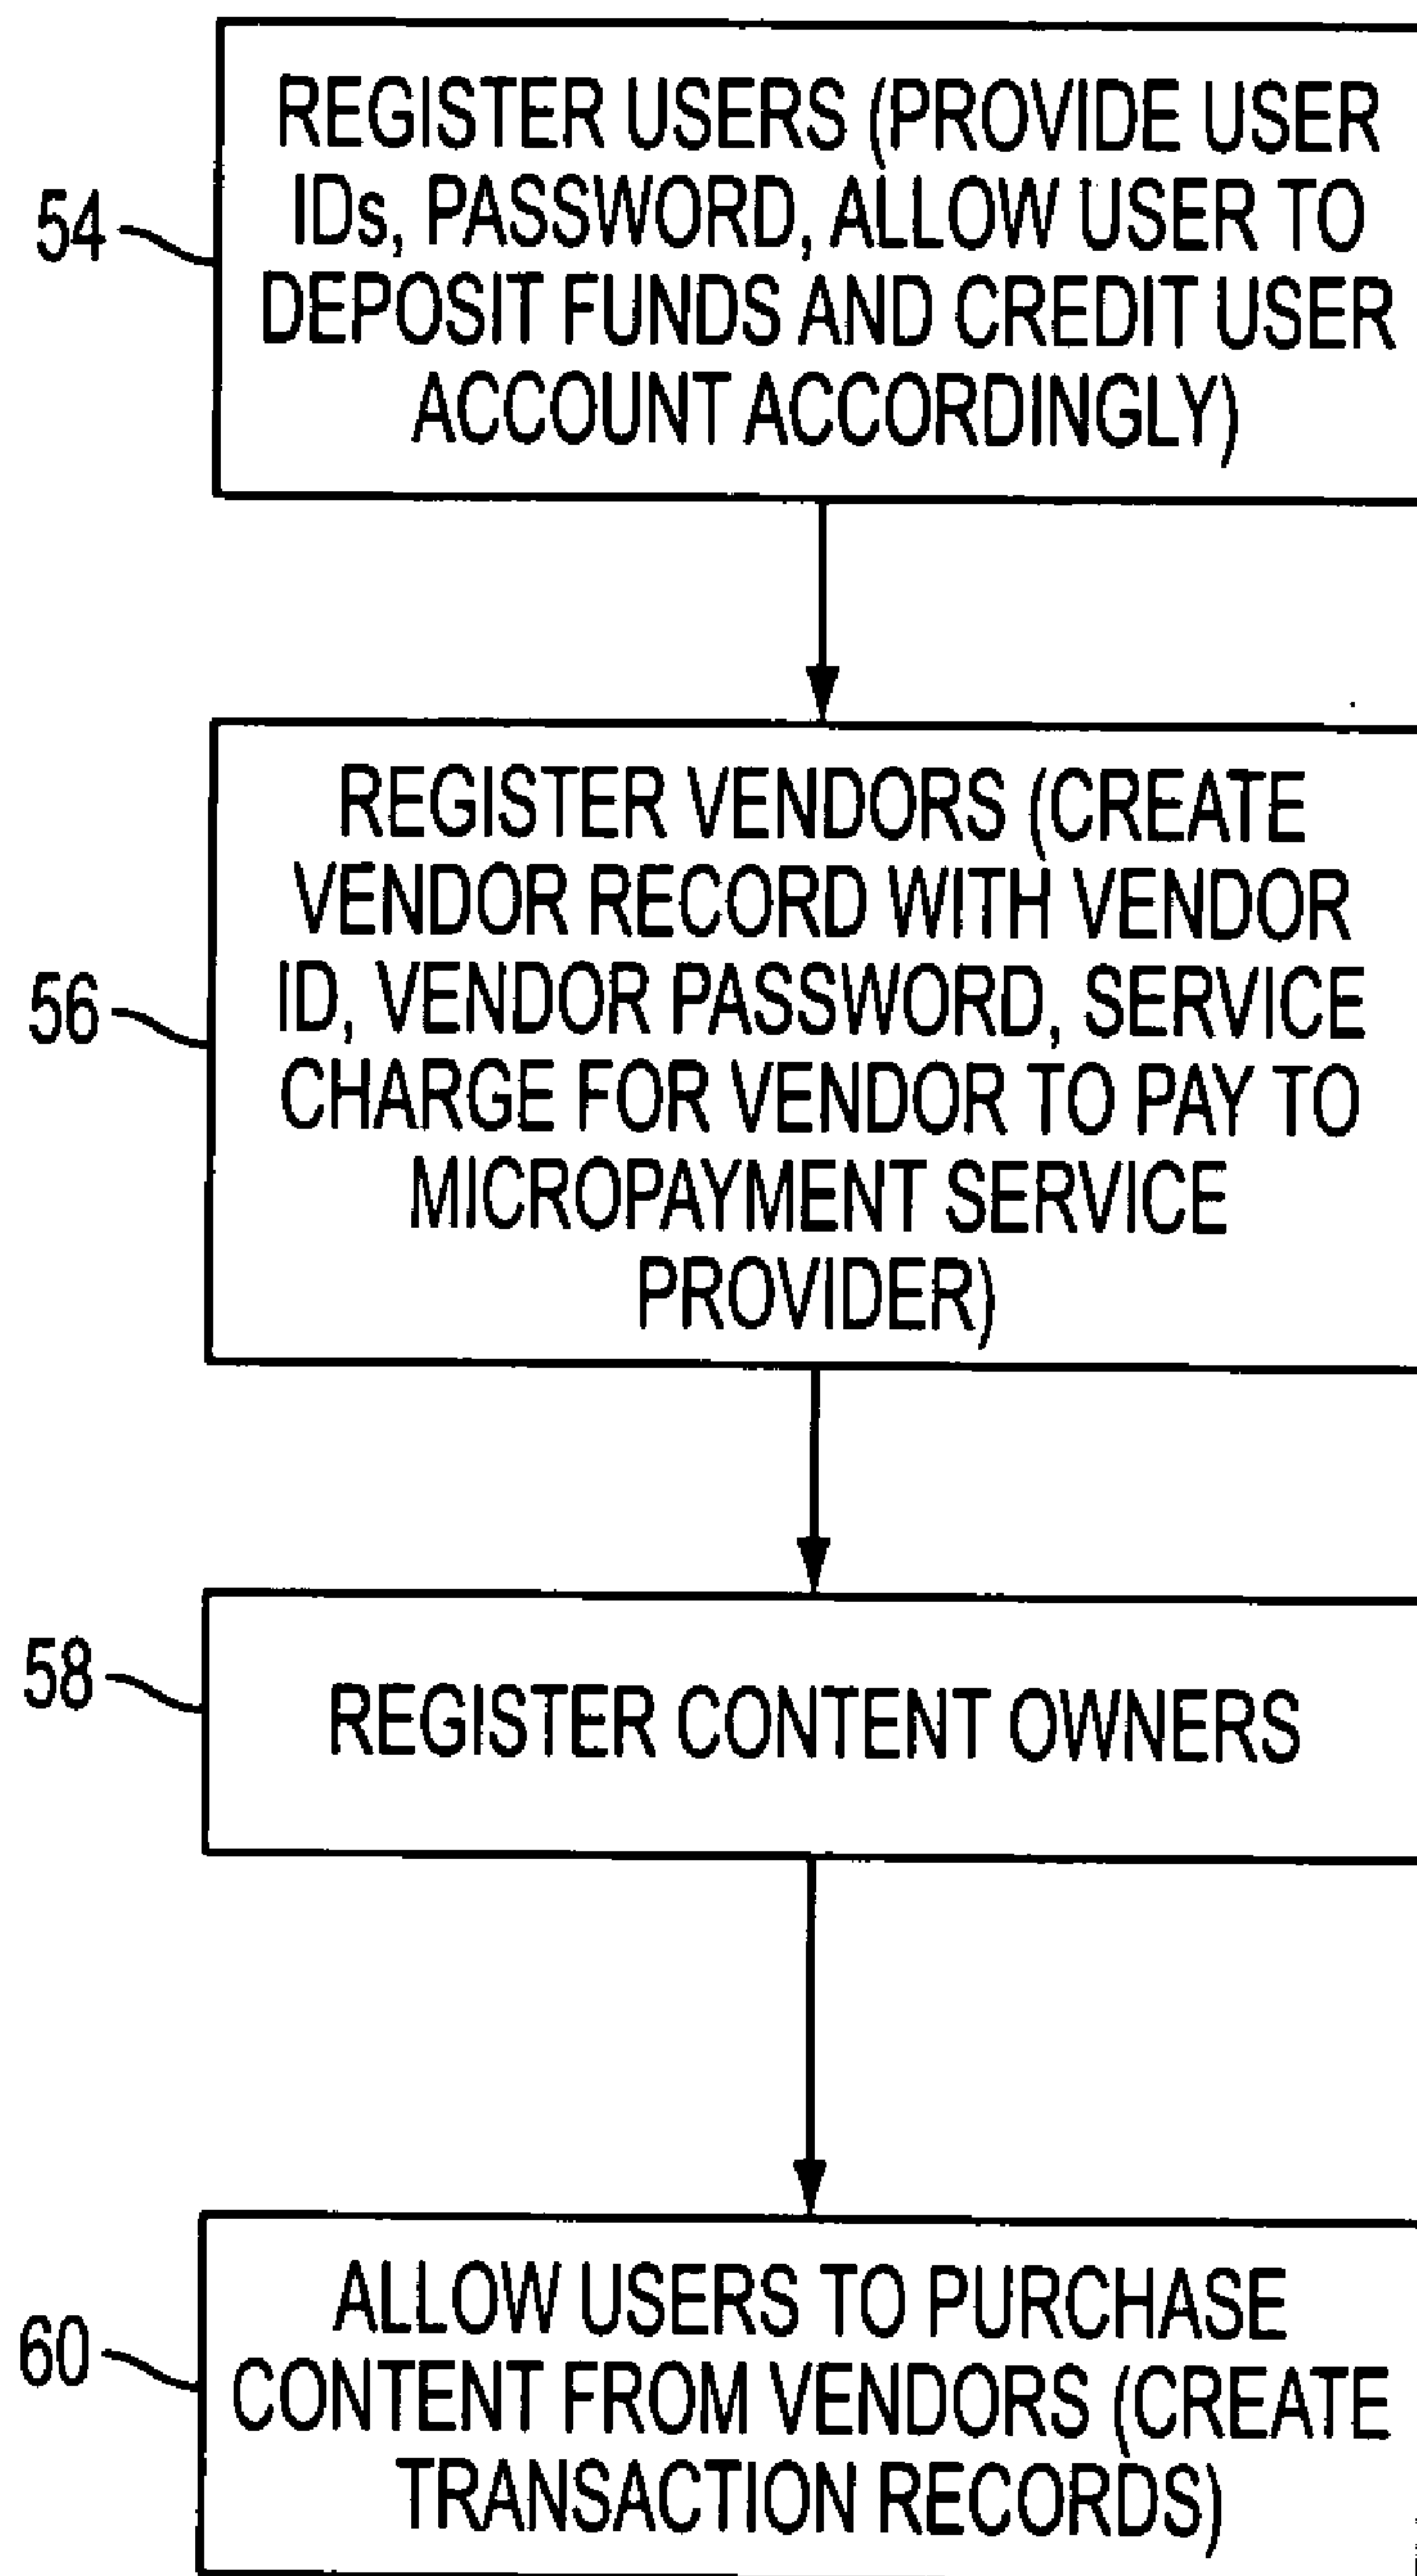 54
REGISTER USERS (PROVIDE USER
IDs, PASSWORD, ALLOW USER TO
DEPOSIT FUNDS AND CREDIT USER
ACCOUNT ACCORDINGLY)
56
REGISTER VENDORS (CREATE
VENDOR RECORD WITH VENDOR
ID, VENDOR PASSWORD, SERVICE
CHARGE FOR VENDOR TO PAY TO
MICROPAYMENT SERVICE
PROVIDER)
58
REGISTER CONTENT OWNERS
60
ALLOW USERS TO PURCHASE
CONTENT FROM VENDORS (CREATE
TRANSACTION RECORDS)